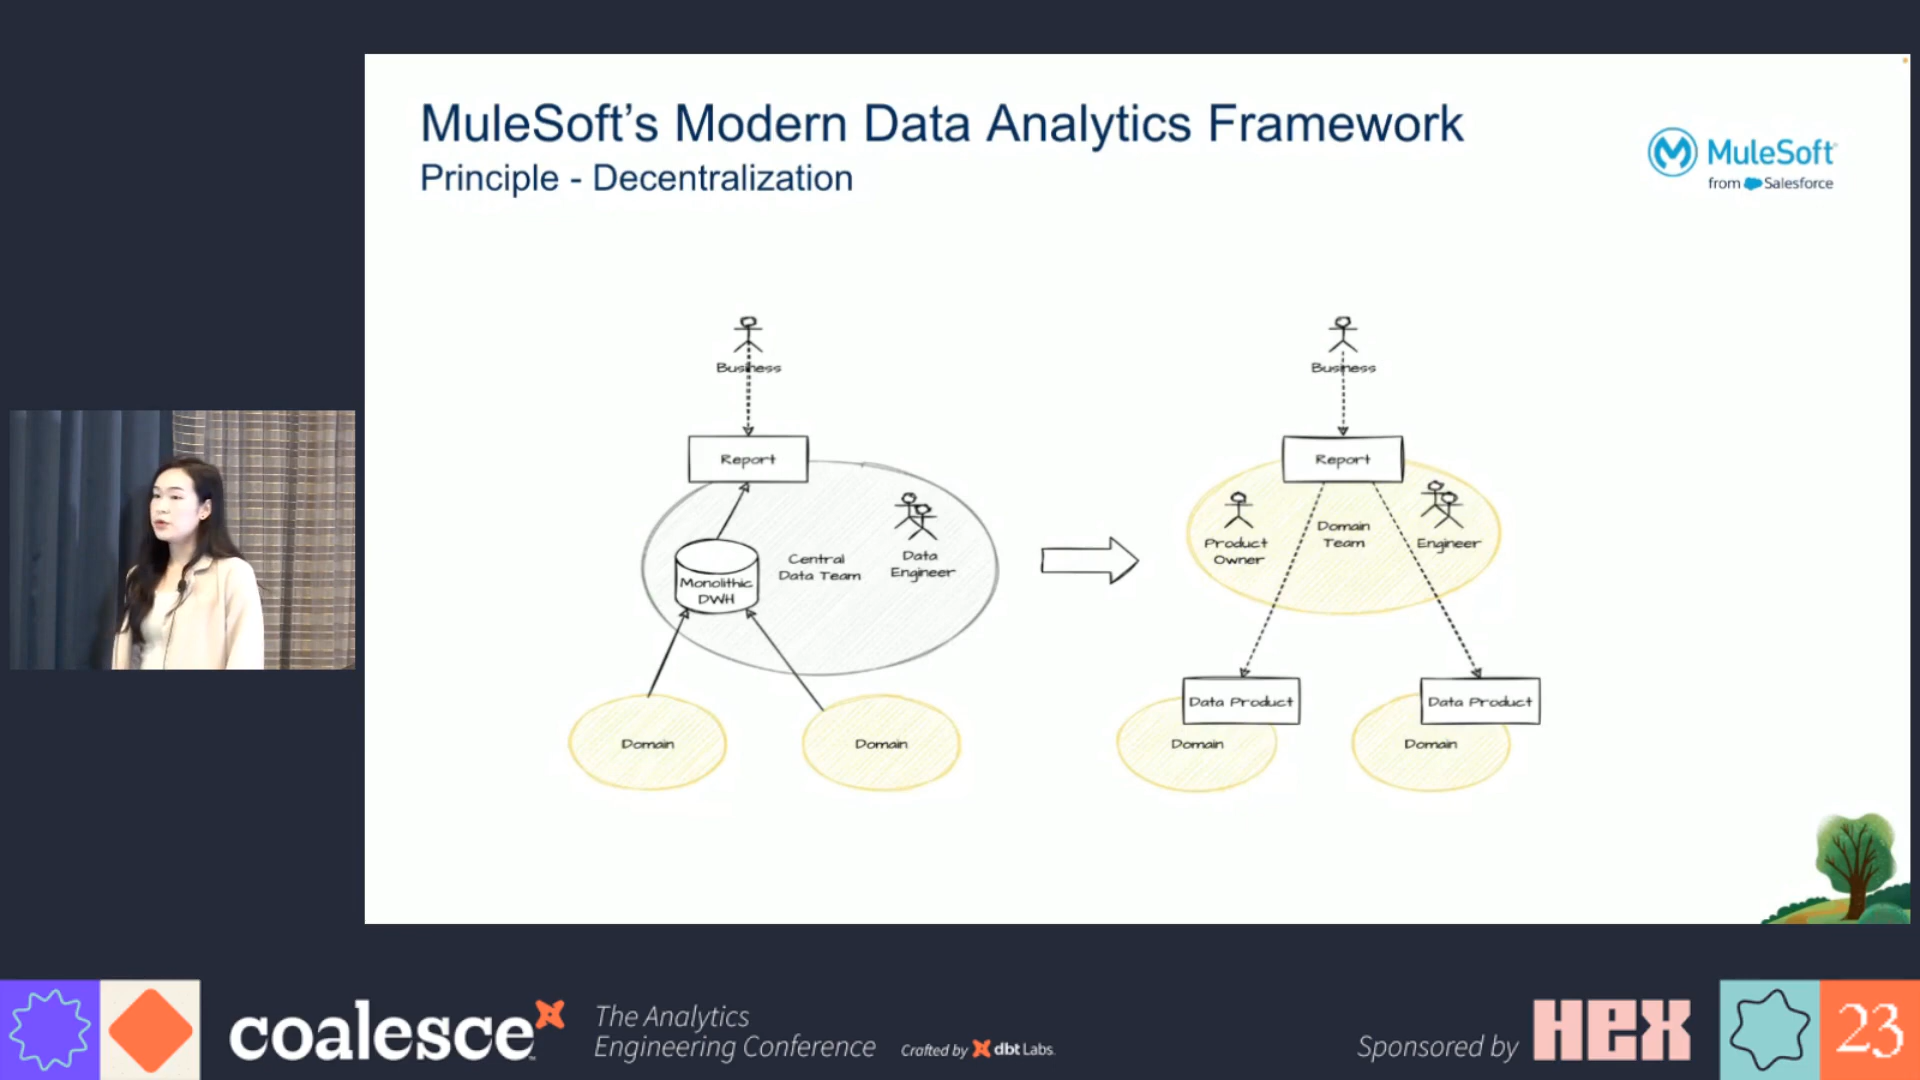 MuleSoft's Modern Data Analytics Framework
Principle - Decentralization
MuleSoft
from Salesforce
Business
Report
Monolithic
DWH
Central
Data Team
Data
Engineer
Domain
Domain
Business
Report
Product
Owner
Domain
Team
Engineer
Data Product
Domain
Data Product
Domain
coalesce
The Analytics
Engineering Conference
Crafted by dbt Labs
Sponsored by
HEX
23